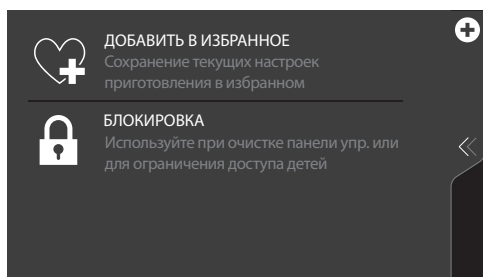 ДОБАВИТЬ В ИЗБРАННОЕ
Сохранение текущих настроек
приготовления в избранном
БЛОКИРОВКА
Используйте при очистке панели упр. или
для ограничения доступа детей